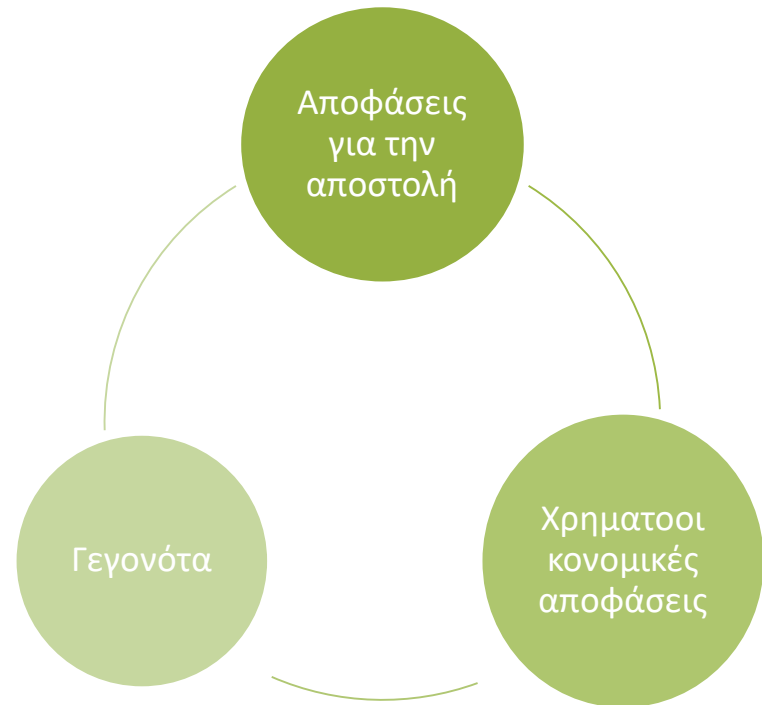 Αποφάσεις
για την
αποστολή
Γεγονότα
Χρηματοοι
κονομικές
αποφάσεις